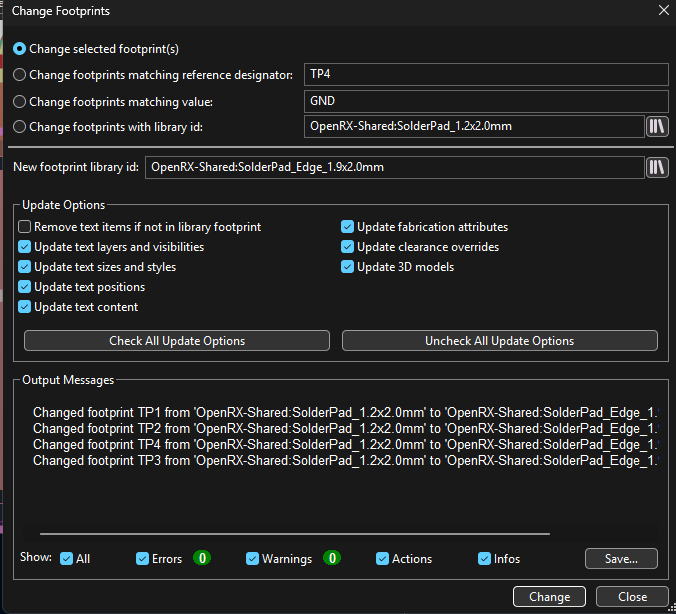 Change Footprints
Change selected footprint(s)
Change footprints matching reference designator: TP4
Change footprints matching value: GND
Change footprints with library id: OpenRX-Shared:SolderPad_1.2x2.0mm
New footprint library id: OpenRX-Shared:SolderPad_Edge_1.9x2.0mm
Update Options
Remove text items if not in library footprint
Update fabrication attributes
Update text layers and visibilities
Update clearance overrides
Update text sizes and styles
Update 3D models
Update text positions
Update text content
Check All Update Options
Uncheck All Update Options
Output Messages
Changed footprint TP1 from 'OpenRX-Shared:SolderPad_1.2x2.0mm' to 'OpenRX-Shared:SolderPad_Edge_1.
Changed footprint TP2 from 'OpenRX-Shared:SolderPad_1.2x2.0mm' to 'OpenRX-Shared:SolderPad_Edge_1.
Changed footprint TP4 from 'OpenRX-Shared:SolderPad_1.2x2.0mm' to 'OpenRX-Shared:SolderPad_Edge_1.
Changed footprint TP3 from 'OpenRX-Shared:SolderPad_1.2x2.0mm' to 'OpenRX-Shared:SolderPad_Edge_1.
Show: All Errors 0 Warnings 0 Actions Infos Save...
Change Close